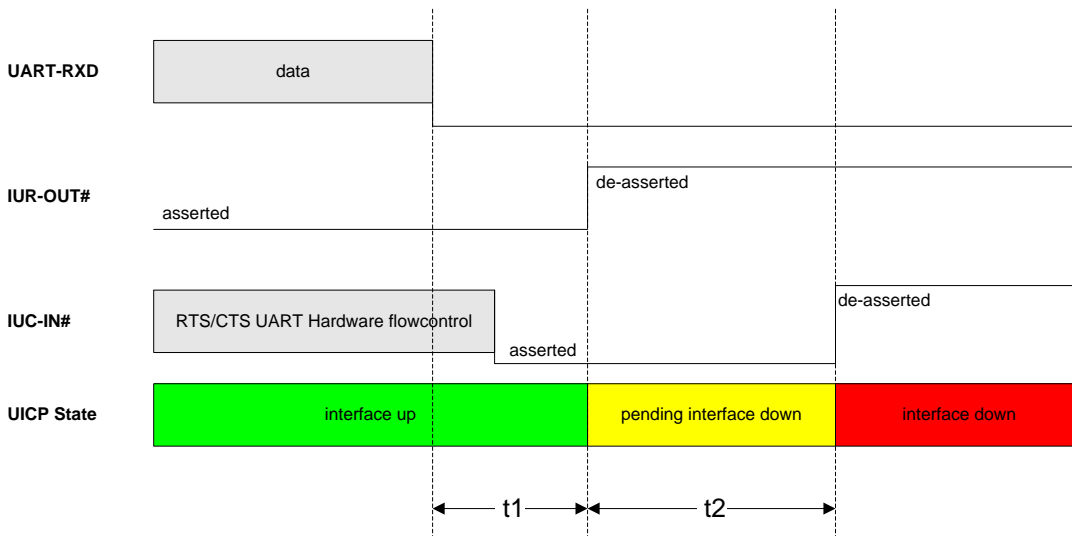 UART-RXD
data
IUR-OUT#
de-asserted
asserted
de-asserted
IUC-IN#
RTS/CTS UART Hardware flowcontrol
asserted
UICP State
interface up
pending interface down
interface down
t1
t2